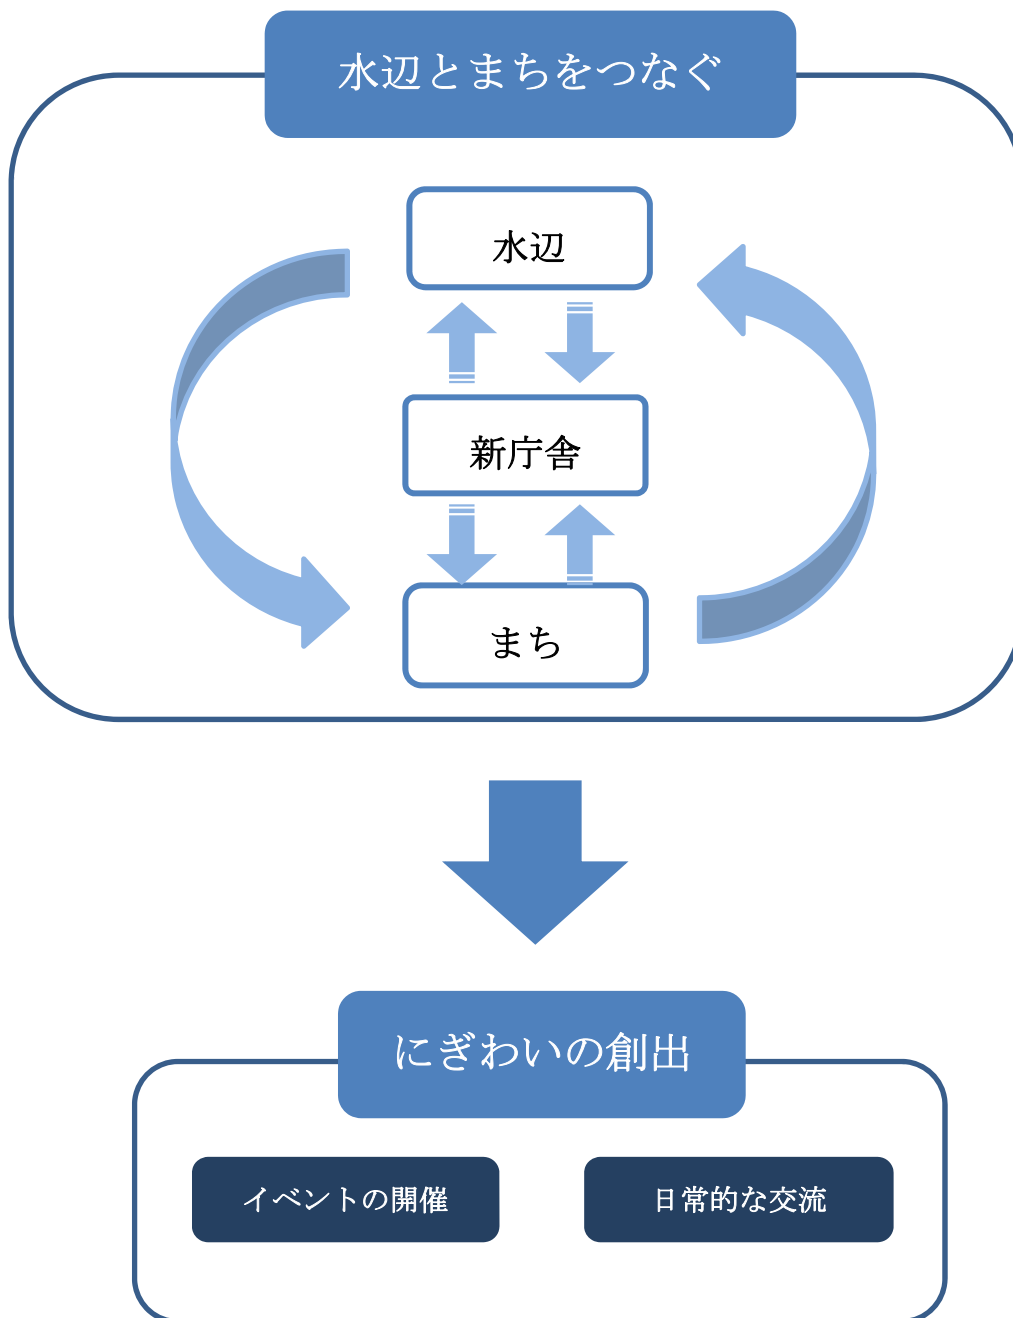 水辺とまちをつなぐ
水辺
新庁舎
まち
にぎわいの創出
イベントの開催
日常的な交流